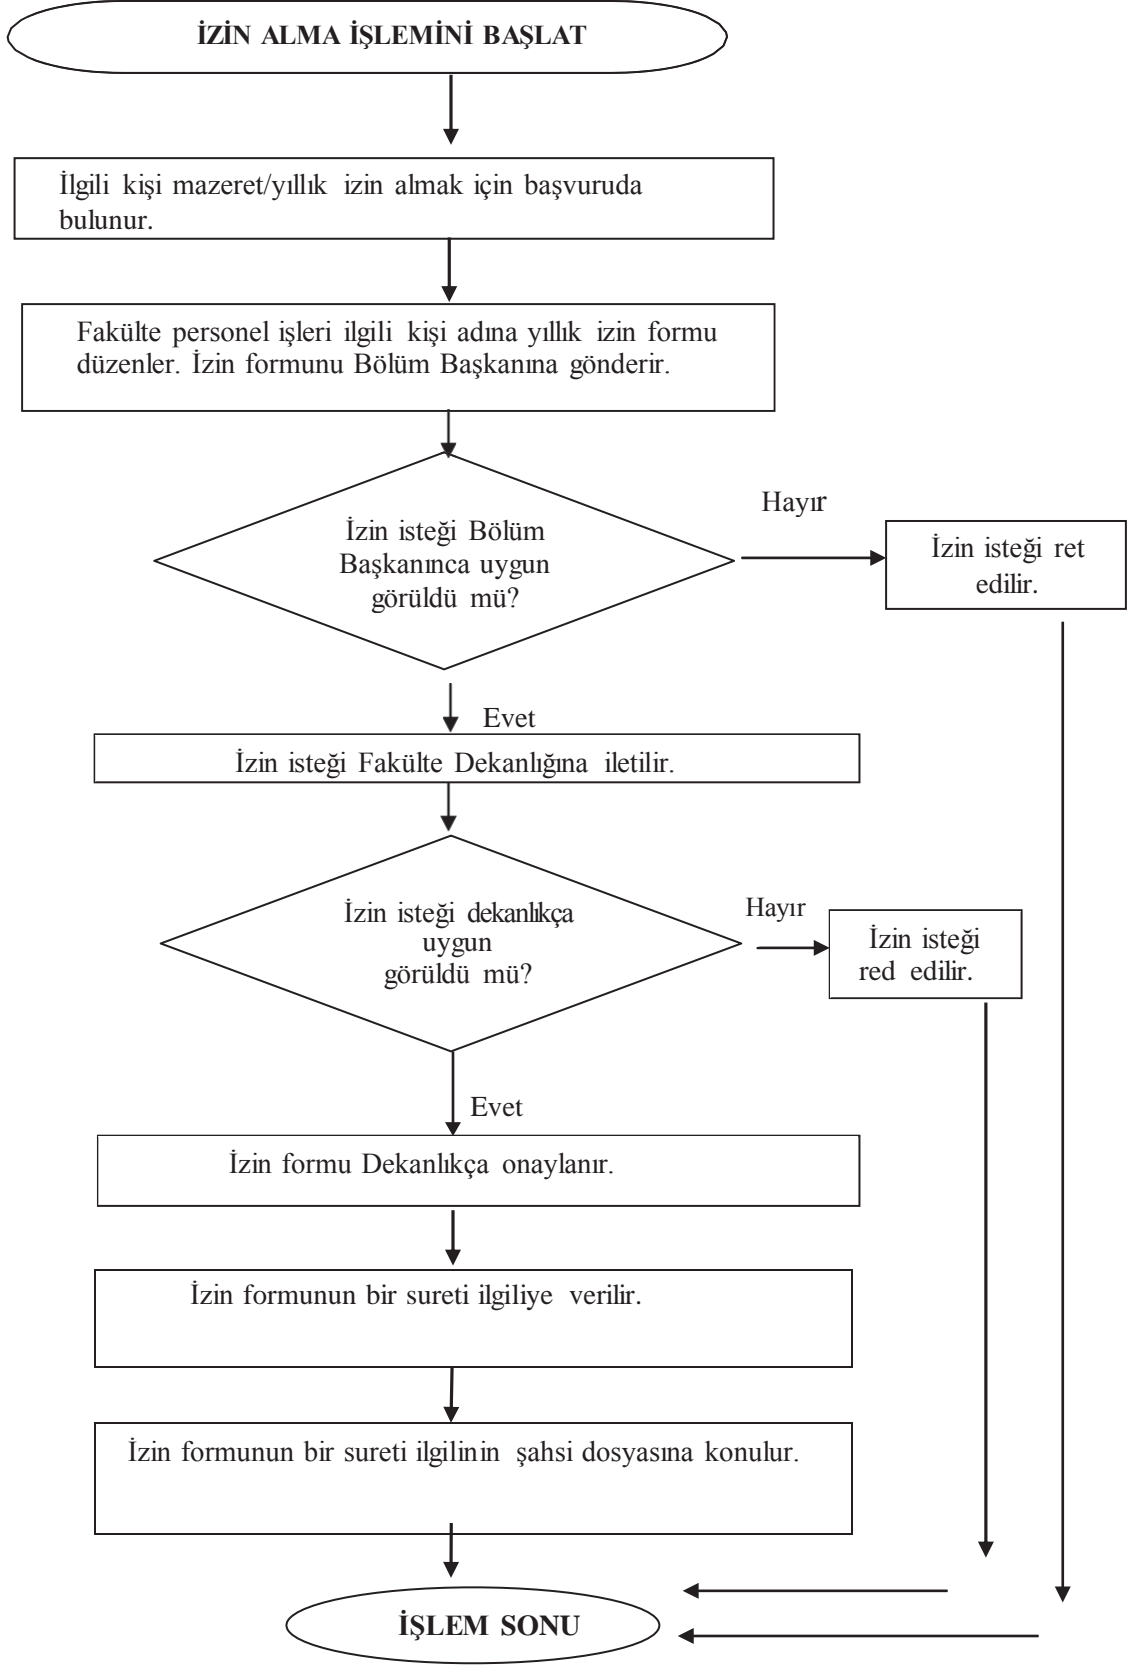 İZİN ALMA İŞLEMİNİ BAŞLAT
İlgili kişi mazeret/yıllık izin almak için başvuruda
bulunur.
Fakülte personel işleri ilgili kişi adına yıllık izin formu
düzenler. İzin formunu Bölüm Başkanına gönderir.
İzin isteği Bölüm
Başkanınca uygun
görüldü mü?
Hayır
İzin isteği ret
edilir.
Evet
İzin isteği Fakülte Dekanlığına iletilir.
İzin isteği dekanlıkça
uygun
görüldü mü?
Hayır
İzin isteği
red edilir.
Evet
İzin formu Dekanlıkça onaylanır.
İzin formunun bir sureti ilgiliye verilir.
İzin formunun bir sureti ilgilinin şahsi dosyasına konulur.
İŞLEM SONU